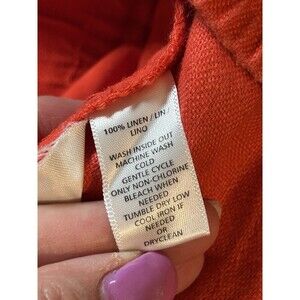 100% LINEN / LIN /
LINO
WASH INSIDE OUT
MACHINE WASH
COLD
GENTLE CYCLE
ONLY NON-CHLORINE
BLEACH WHEN
NEEDED
TUMBLE DRY LOW
COOL IRON IF
NEEDED
OR
DRYCLEAN